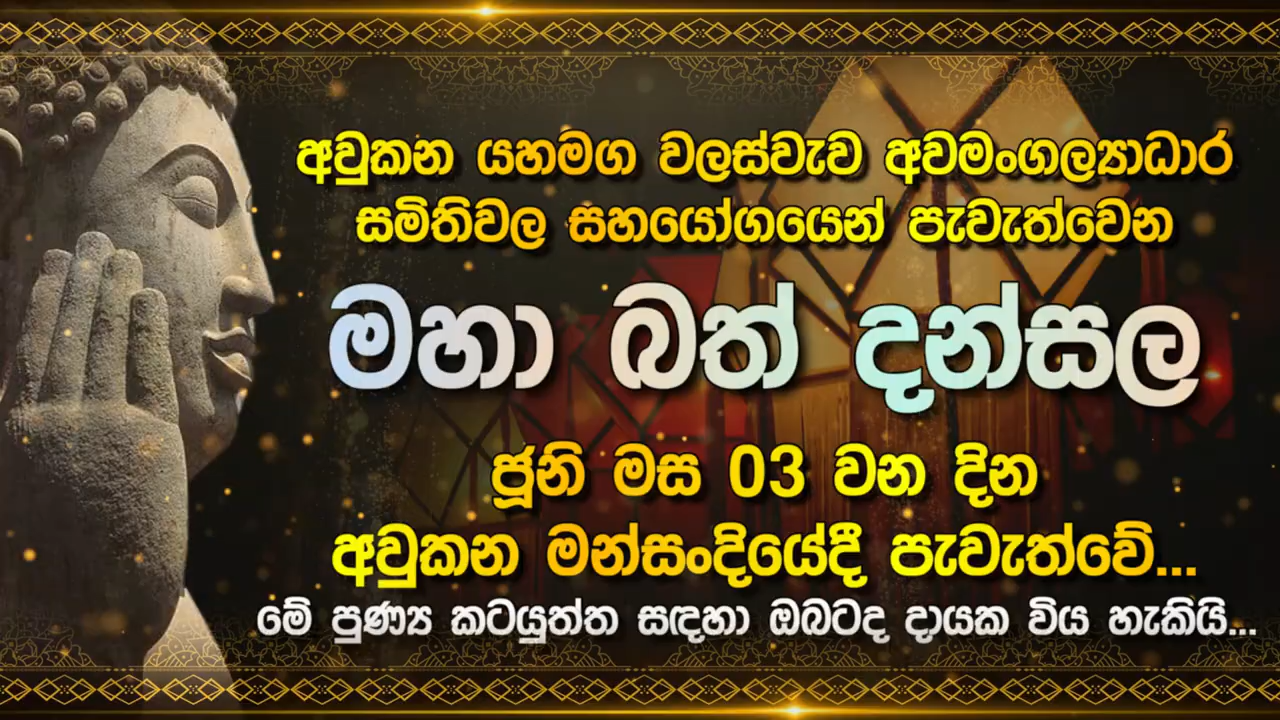 අවුකන යහමග වලස්වැව අවමංගල්‍යාධාර
සමිතිවල සහයෝගයෙන් පැවැත්වෙන
මහා බත් දන්සල
ජූනි මස 03 වන දින
අවුකන මන්සංදියේදී පැවැත්වේ...
මේ පුණ්‍ය කටයුත්ත සඳහා ඔබටද දායක විය හැකියි...